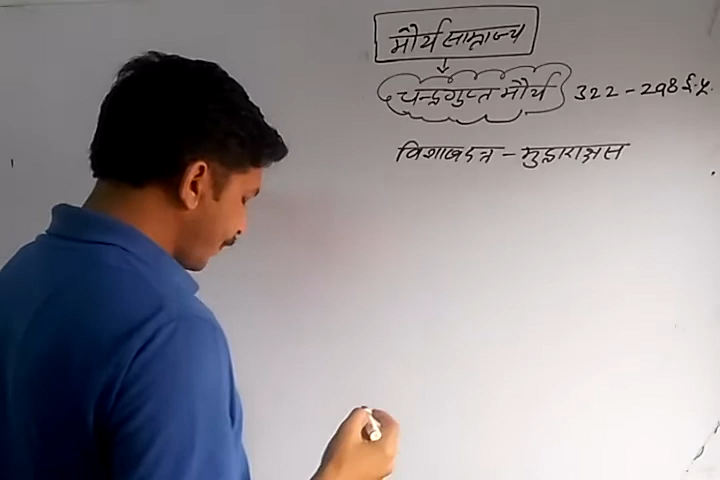 मौर्य साम्राज्य
चन्द्रगुप्त मौर्य 322 - 298 ई.पू.
विशाखदत्त - मुद्राराक्षस